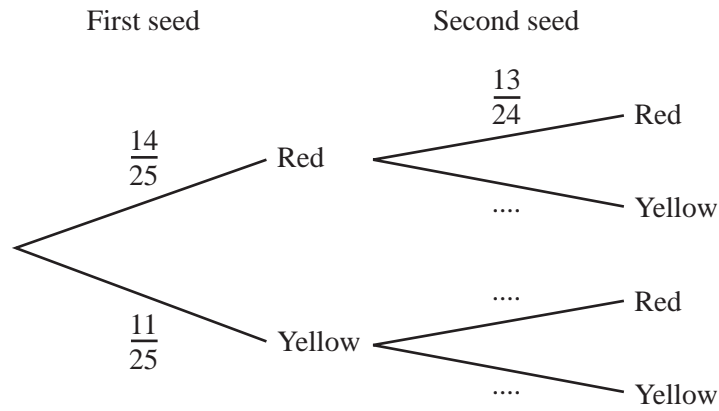 First seed Second seed
13
24
Red
14
25
Red
....
Yellow
....
Red
11
25
Yellow
....
Yellow